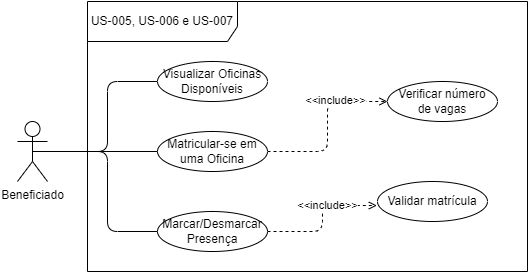 US-005, US-006 e US-007
Visualizar Oficinas
Disponíveis
<<include>>
Verificar número
de vagas
Matricular-se em
uma Oficina
Beneficiado
<<include>>
Validar matrícula
Marcar/Desmarcar
Presença